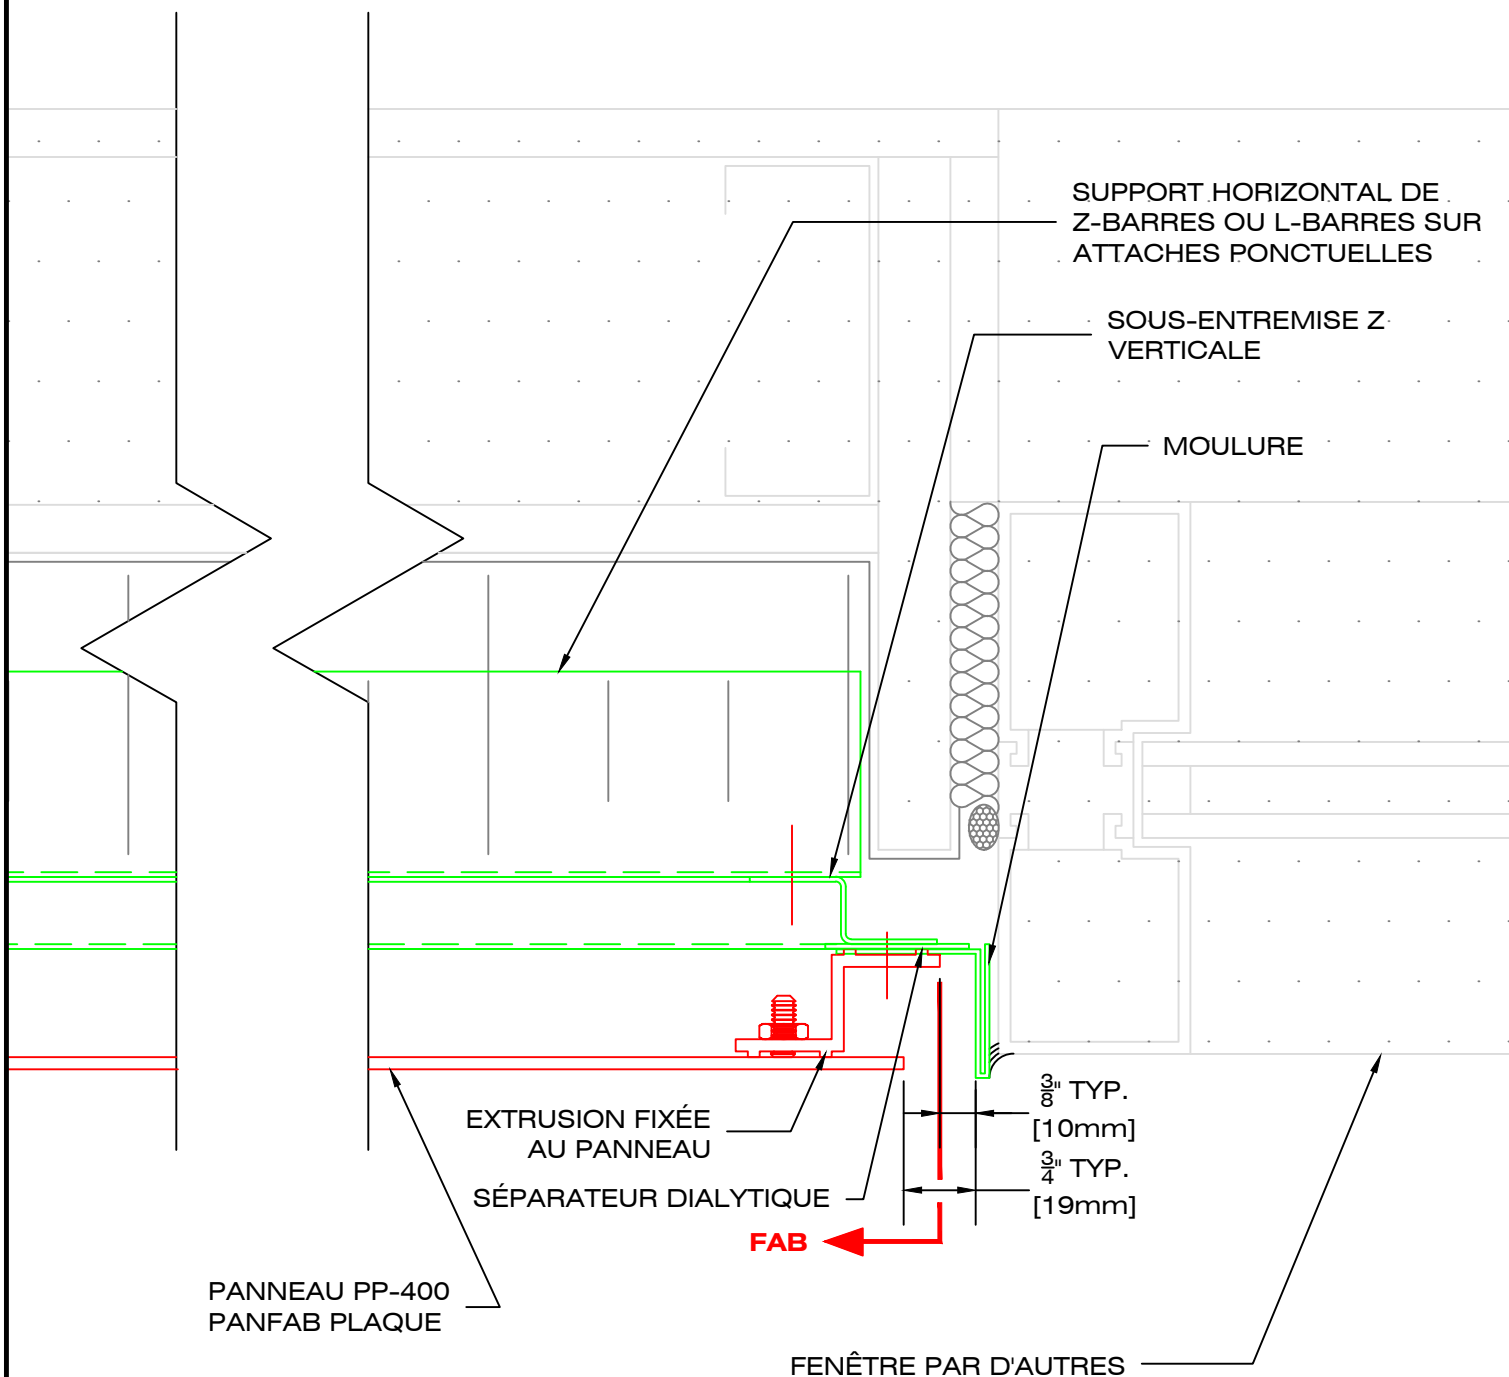 SUPPORT HORIZONTAL DE
Z-BARRES OU L-BARRES SUR
ATTACHES PONCTUELLES
SOUS-ENTREMISE Z
VERTICALE
MOULURE
EXTRUSION FIXÉE
AU PANNEAU
SÉPARATEUR DIALYTIQUE
3/8" TYP.
[10mm]
3/4" TYP.
[19mm]
FAB
PANNEAU PP-400
PANFAB PLAQUE
FENÊTRE PAR D'AUTRES